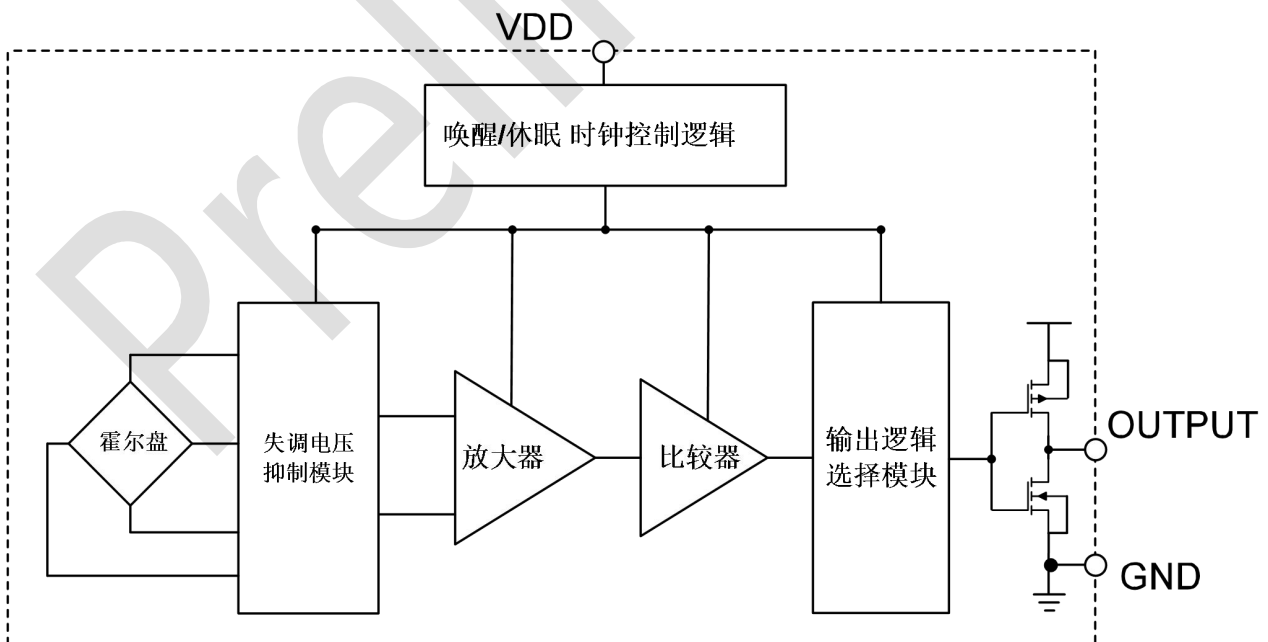 VDD
唤醒/休眠 时钟控制逻辑
霍尔盘
失调电压
抑制模块
放大器
比较器
输出逻辑
选择模块
OUTPUT
GND
Preli